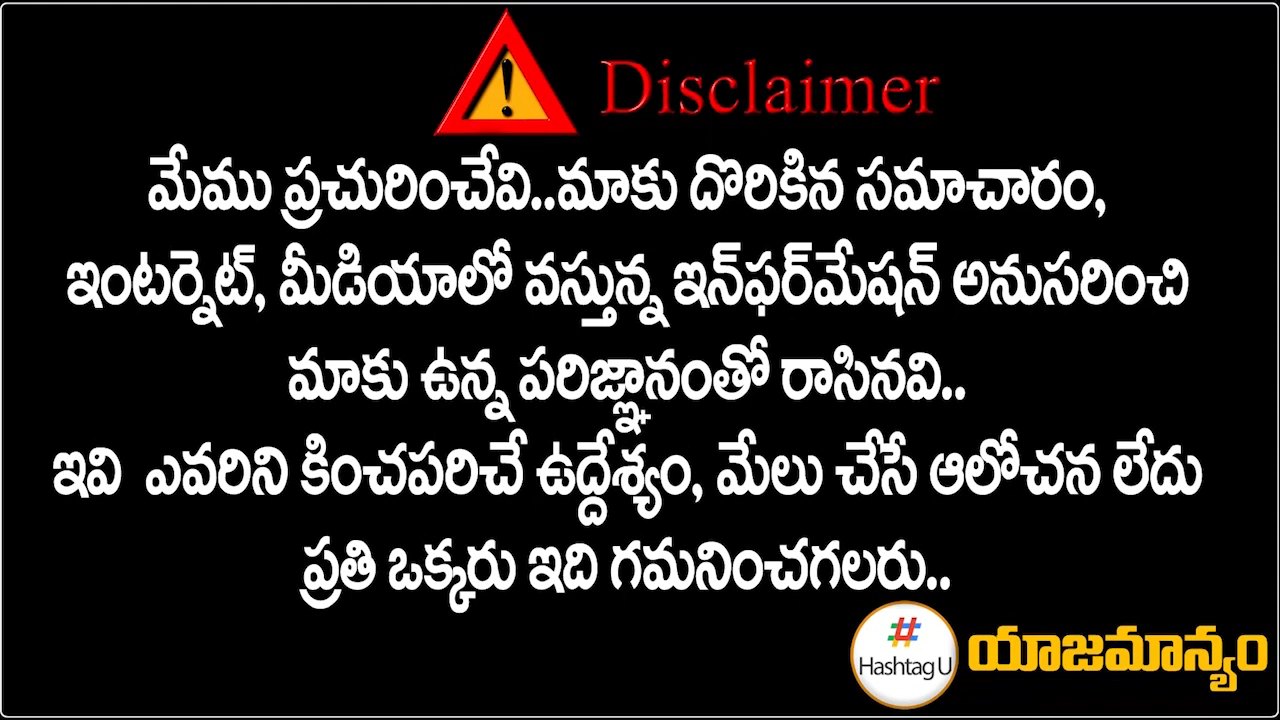 Disclaimer
మేము ప్రచురించేవి..మాకు దొరికిన సమాచారం,
ఇంటర్నెట్, మీడియాలో వస్తున్న ఇన్‌ఫర్‌మేషన్ అనుసరించి
మాకు ఉన్న పరిజ్ఞానంతో రాసినవి..
ఇవి ఎవరిని కించపరిచే ఉద్దేశ్యం, మేలు చేసే ఆలోచన లేదు
ప్రతి ఒక్కరు ఇది గమనించగలరు..
#
Hashtag U
యాజమాన్యం